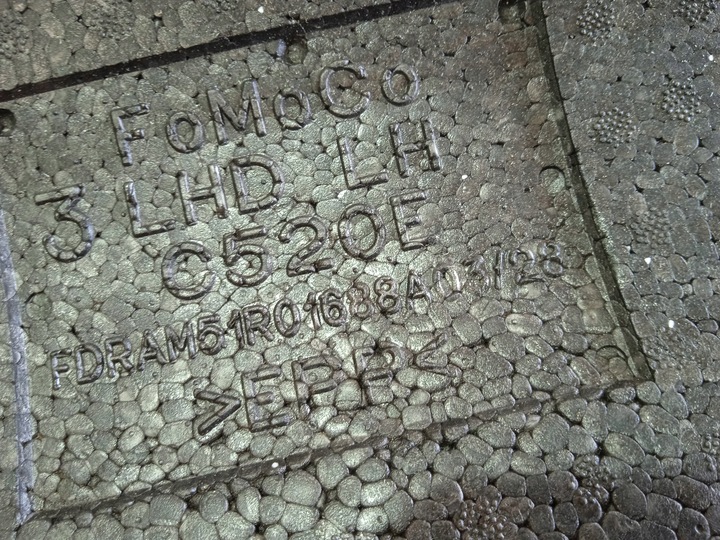 FoMoCo
3 LHD LH
C520E
FDRAM51R01688A03/28
>EPP<